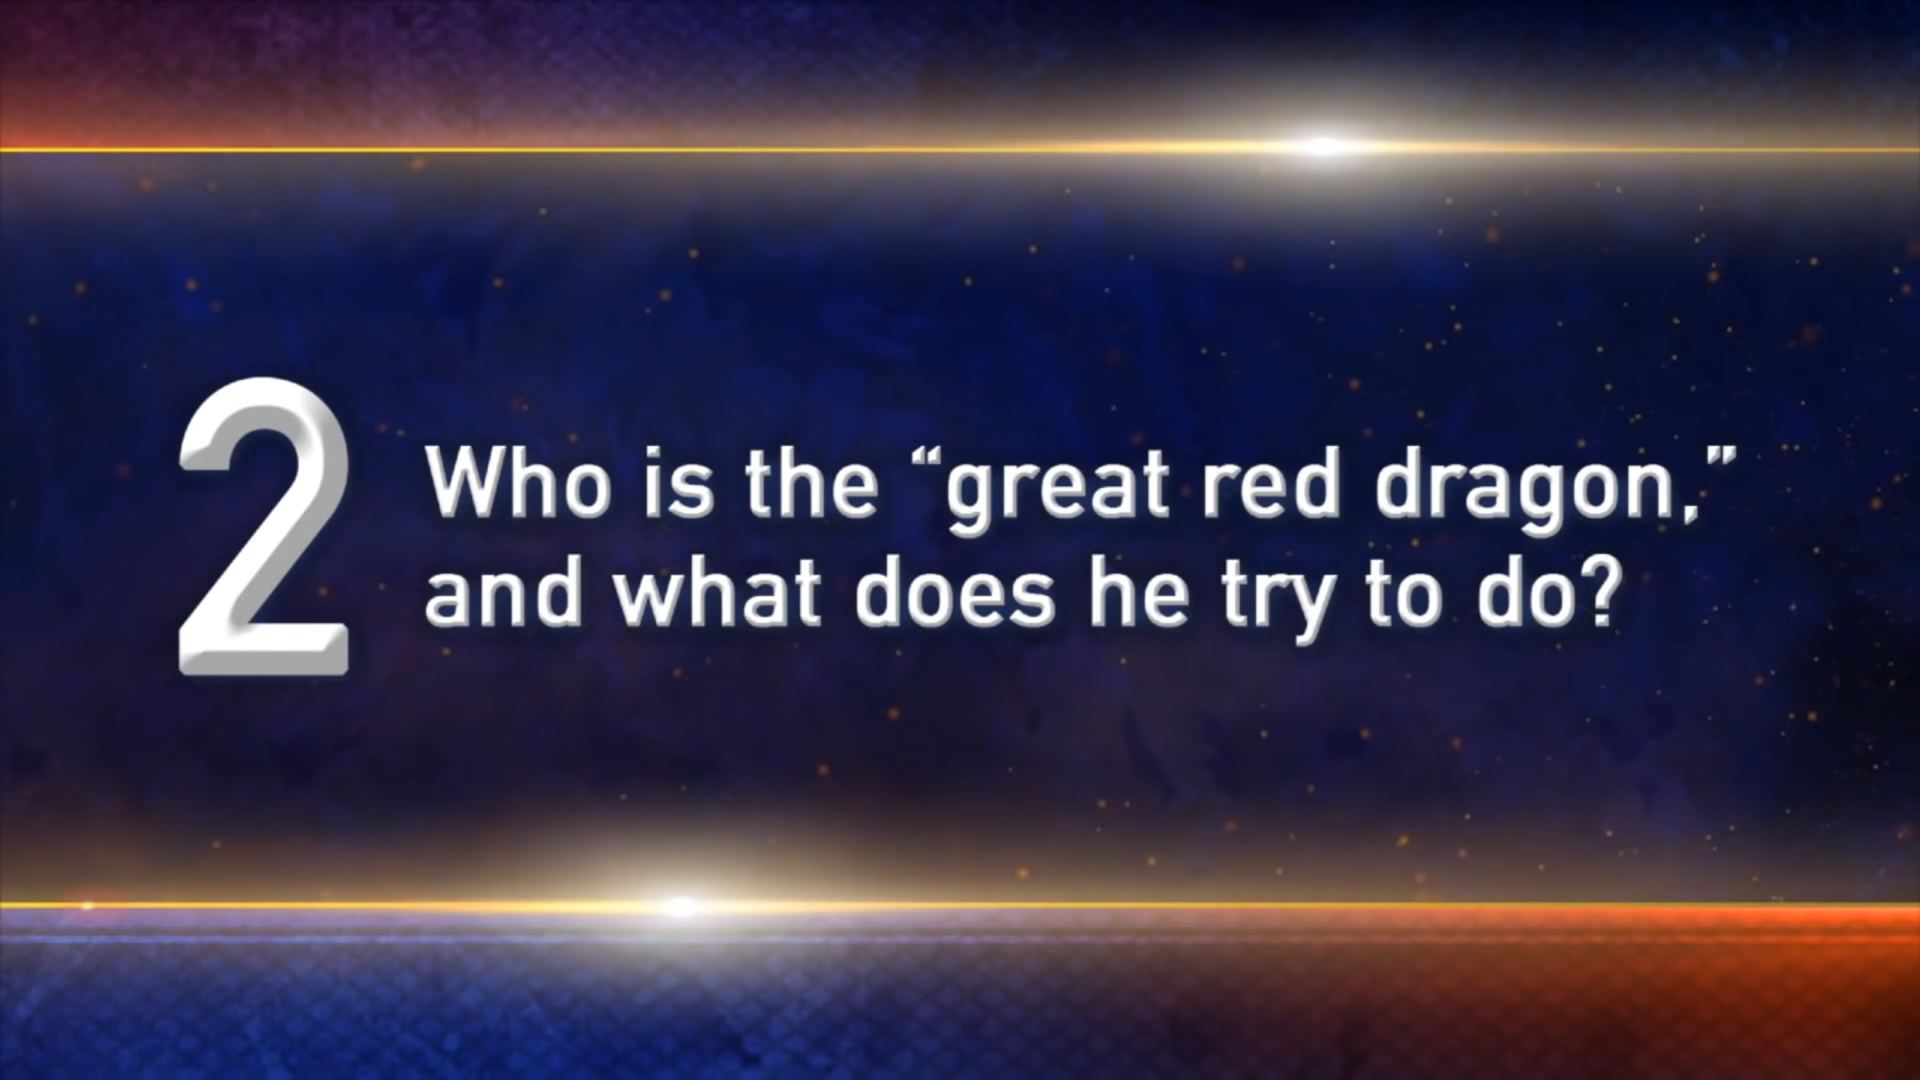 2
Who is the “great red dragon,”
and what does he try to do?